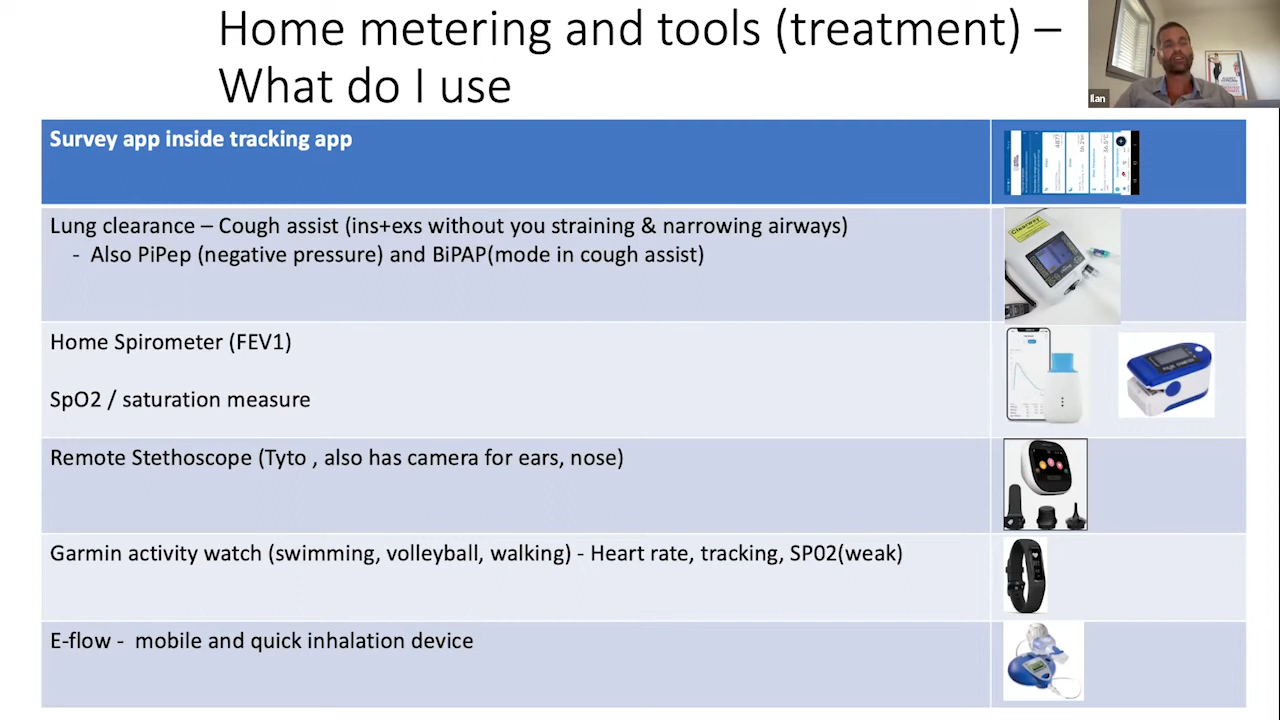 Home metering and tools (treatment) –
What do I use
Ilan
Survey app inside tracking app
Lung clearance – Cough assist (ins+exs without you straining & narrowing airways)
- Also PiPep (negative pressure) and BiPAP(mode in cough assist)
Clearway
Home Spirometer (FEV1)
SpO2 / saturation measure
Remote Stethoscope (Tyto , also has camera for ears, nose)
Garmin activity watch (swimming, volleyball, walking) - Heart rate, tracking, SP02(weak)
E-flow - mobile and quick inhalation device